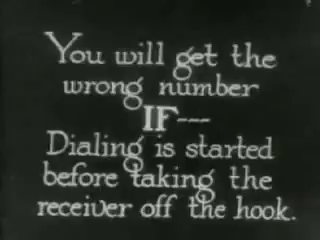 You will get the
wrong number
IF---
Dialing is started
before taking the
receiver off the hook.